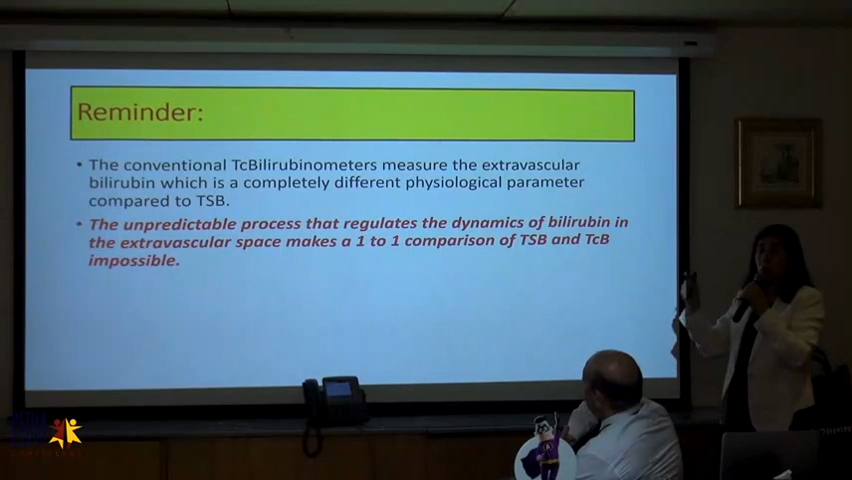 Reminder:
• The conventional TcBilirubinometers measure the extravascular
bilirubin which is a completely different physiological parameter
compared to TSB.
• The unpredictable process that regulates the dynamics of bilirubin in
the extravascular space makes a 1 to 1 comparison of TSB and TcB
impossible.